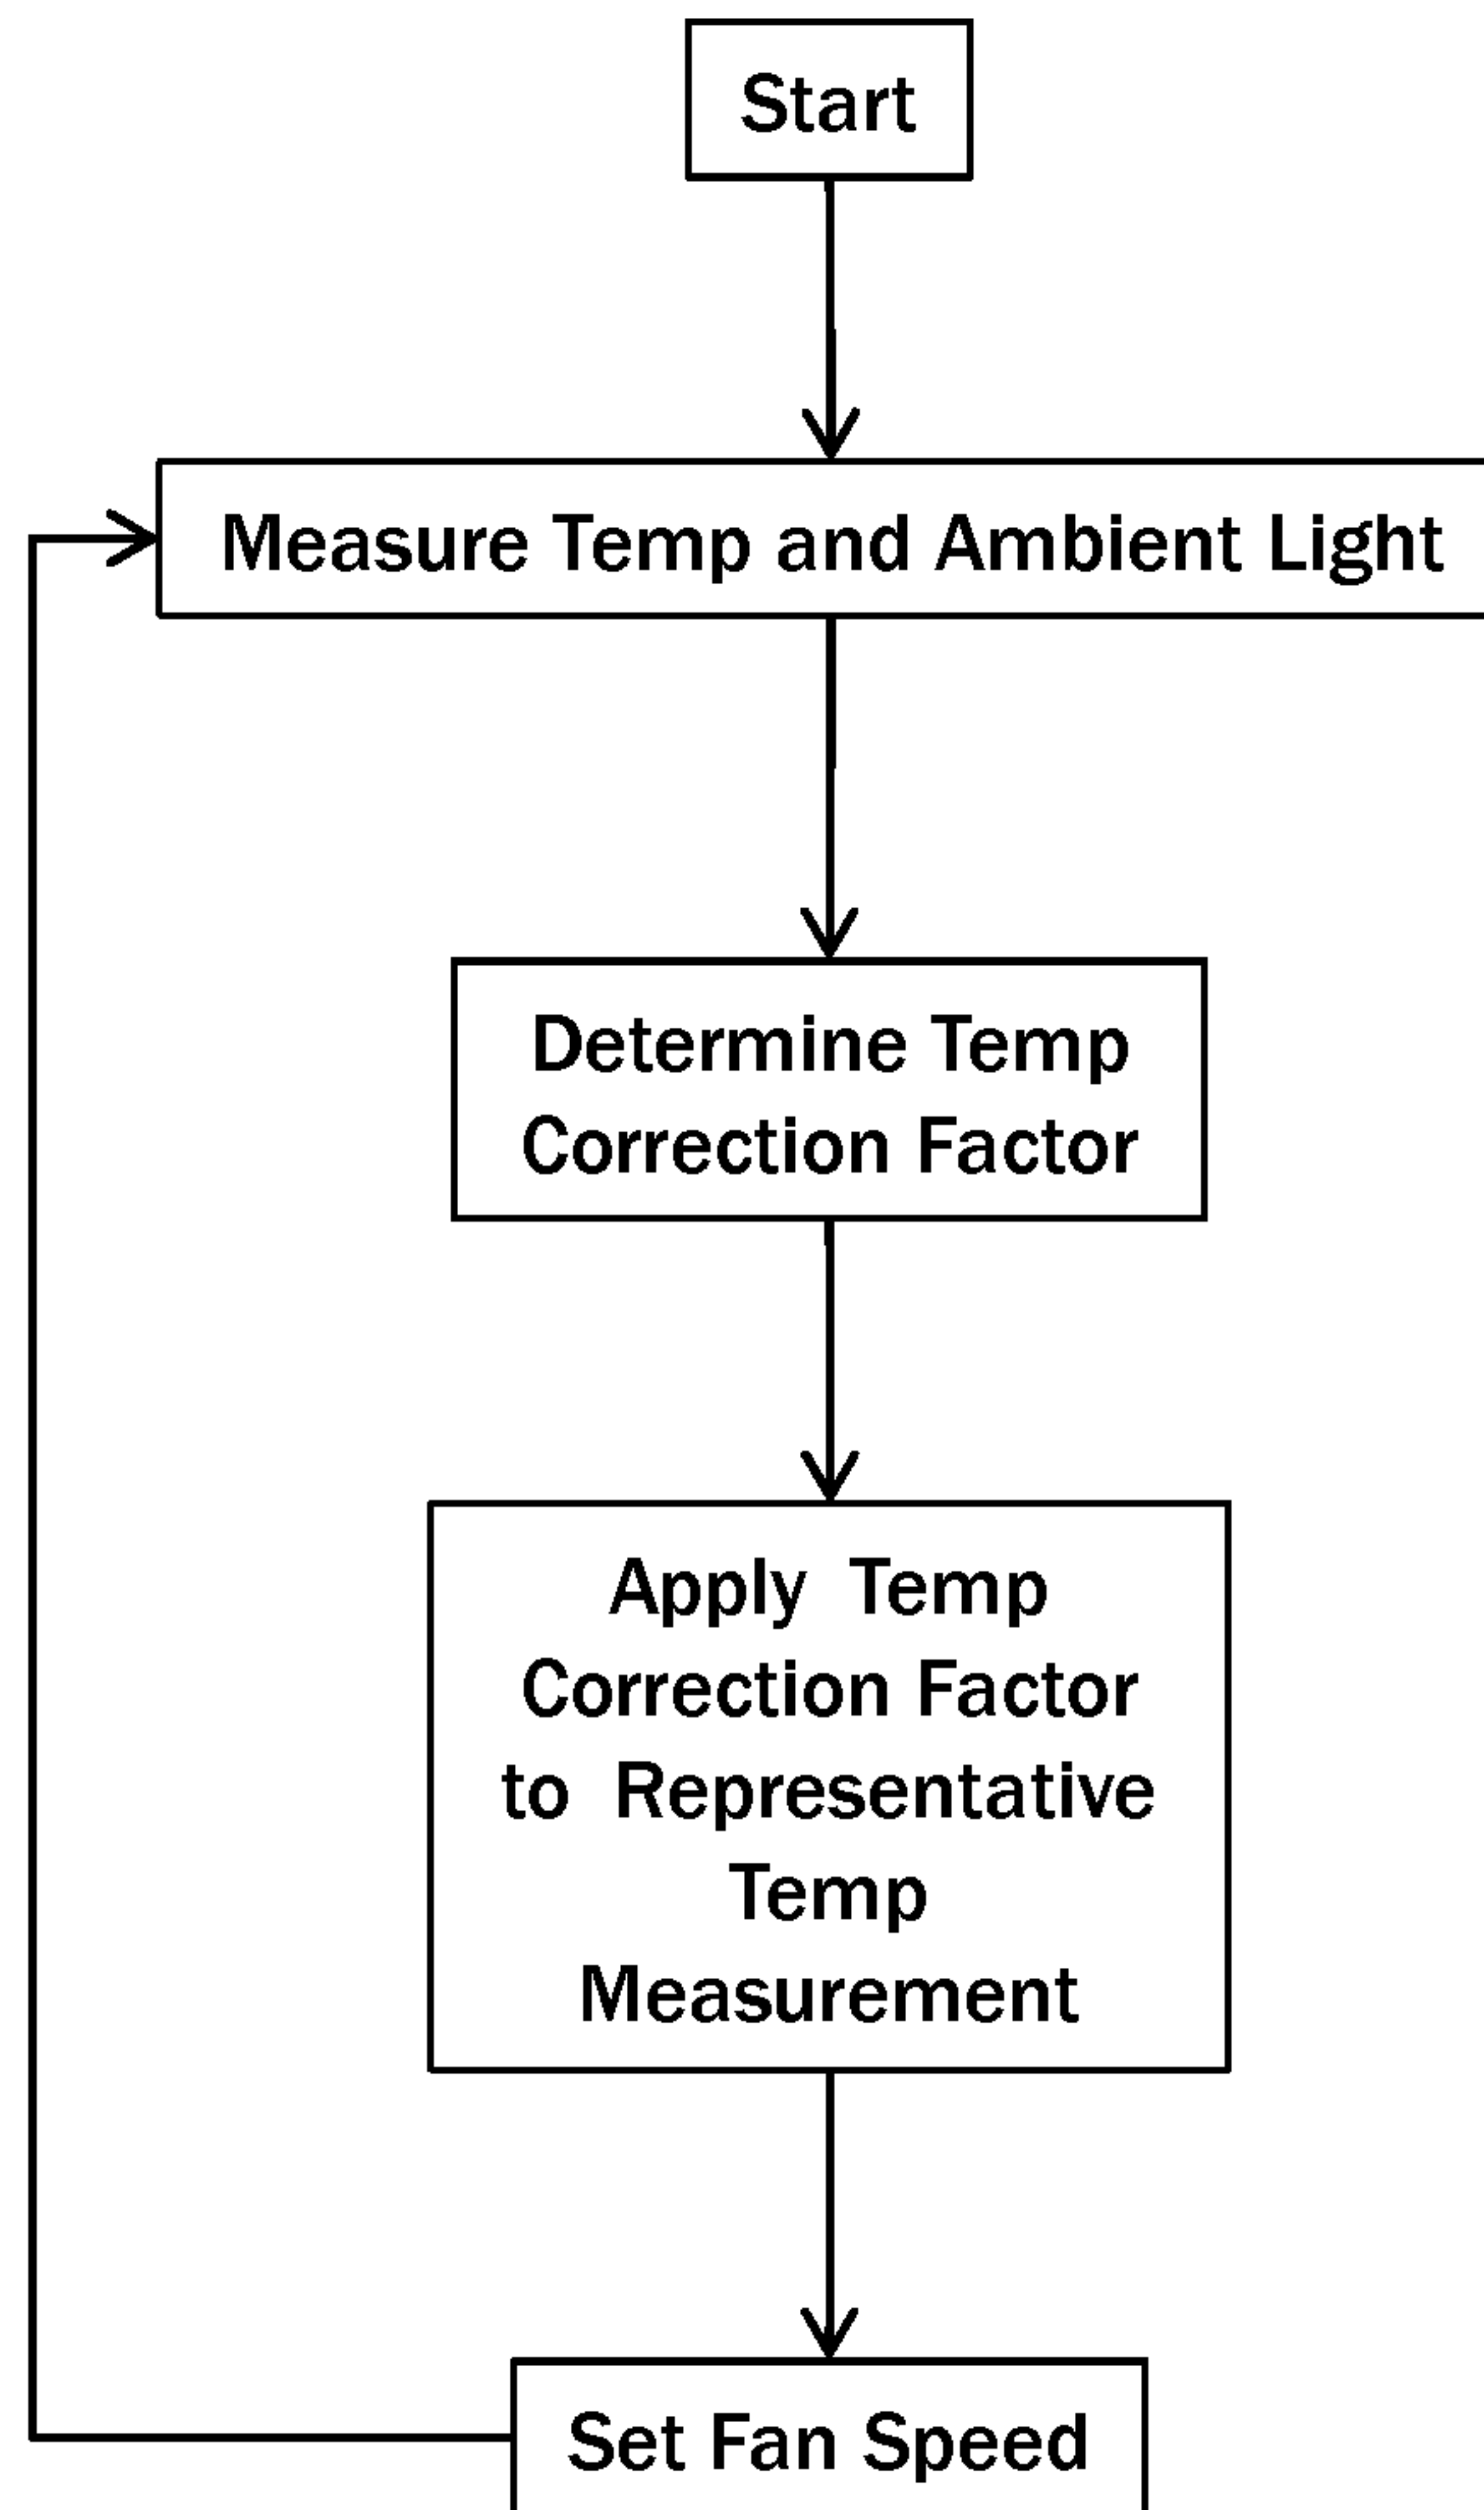 Start
Measure Temp and Ambient Light
Determine Temp
Correction Factor
Apply Temp
Correction Factor
to Representative
Temp
Measurement
Set Fan Speed